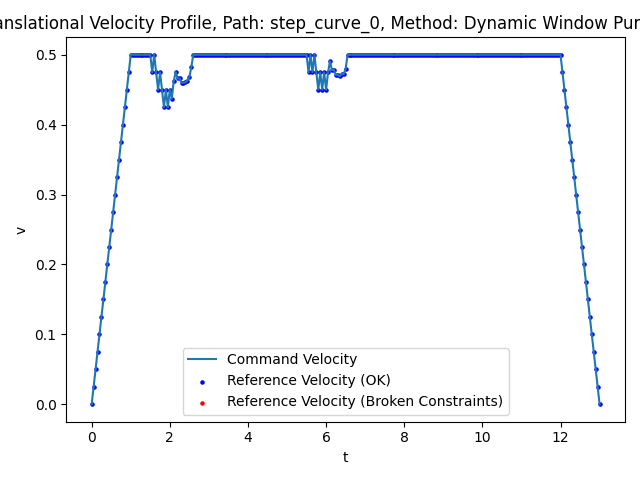 anslational Velocity Profile, Path: step_curve_0, Method: Dynamic Window Pur
0.5
0.4
0.3
0.2
0.1
0.0
v
Command Velocity
Reference Velocity (OK)
Reference Velocity (Broken Constraints)
0 2 4 6 8 10 12
t